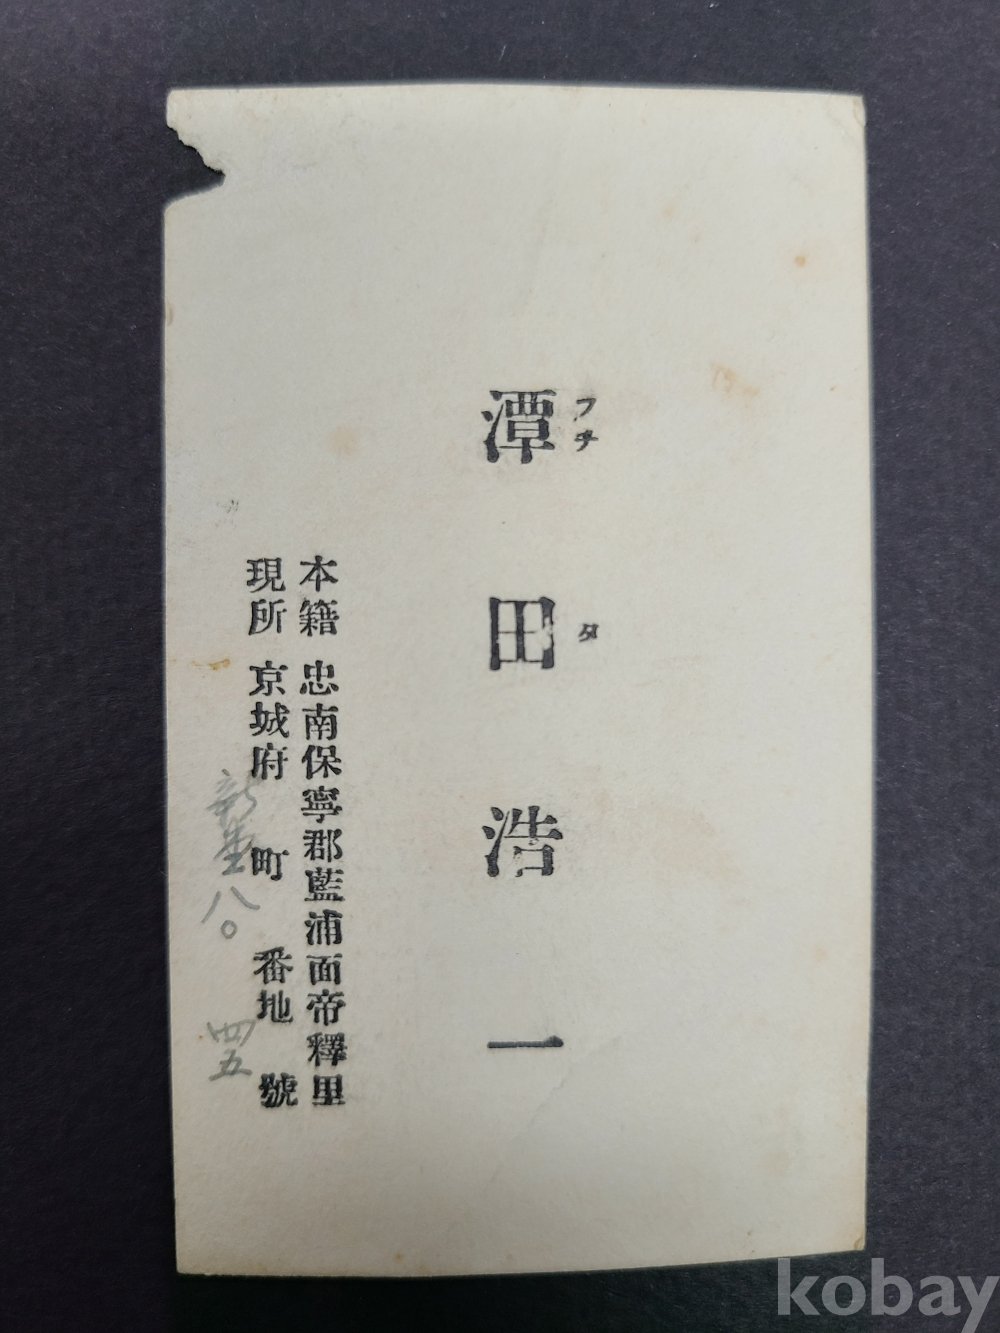 フチ タ
潭田浩一
本籍 忠南保寧郡藍浦面帝釋里
現所 京城府 町 番地 號
新堂 八〇 四五
kobay